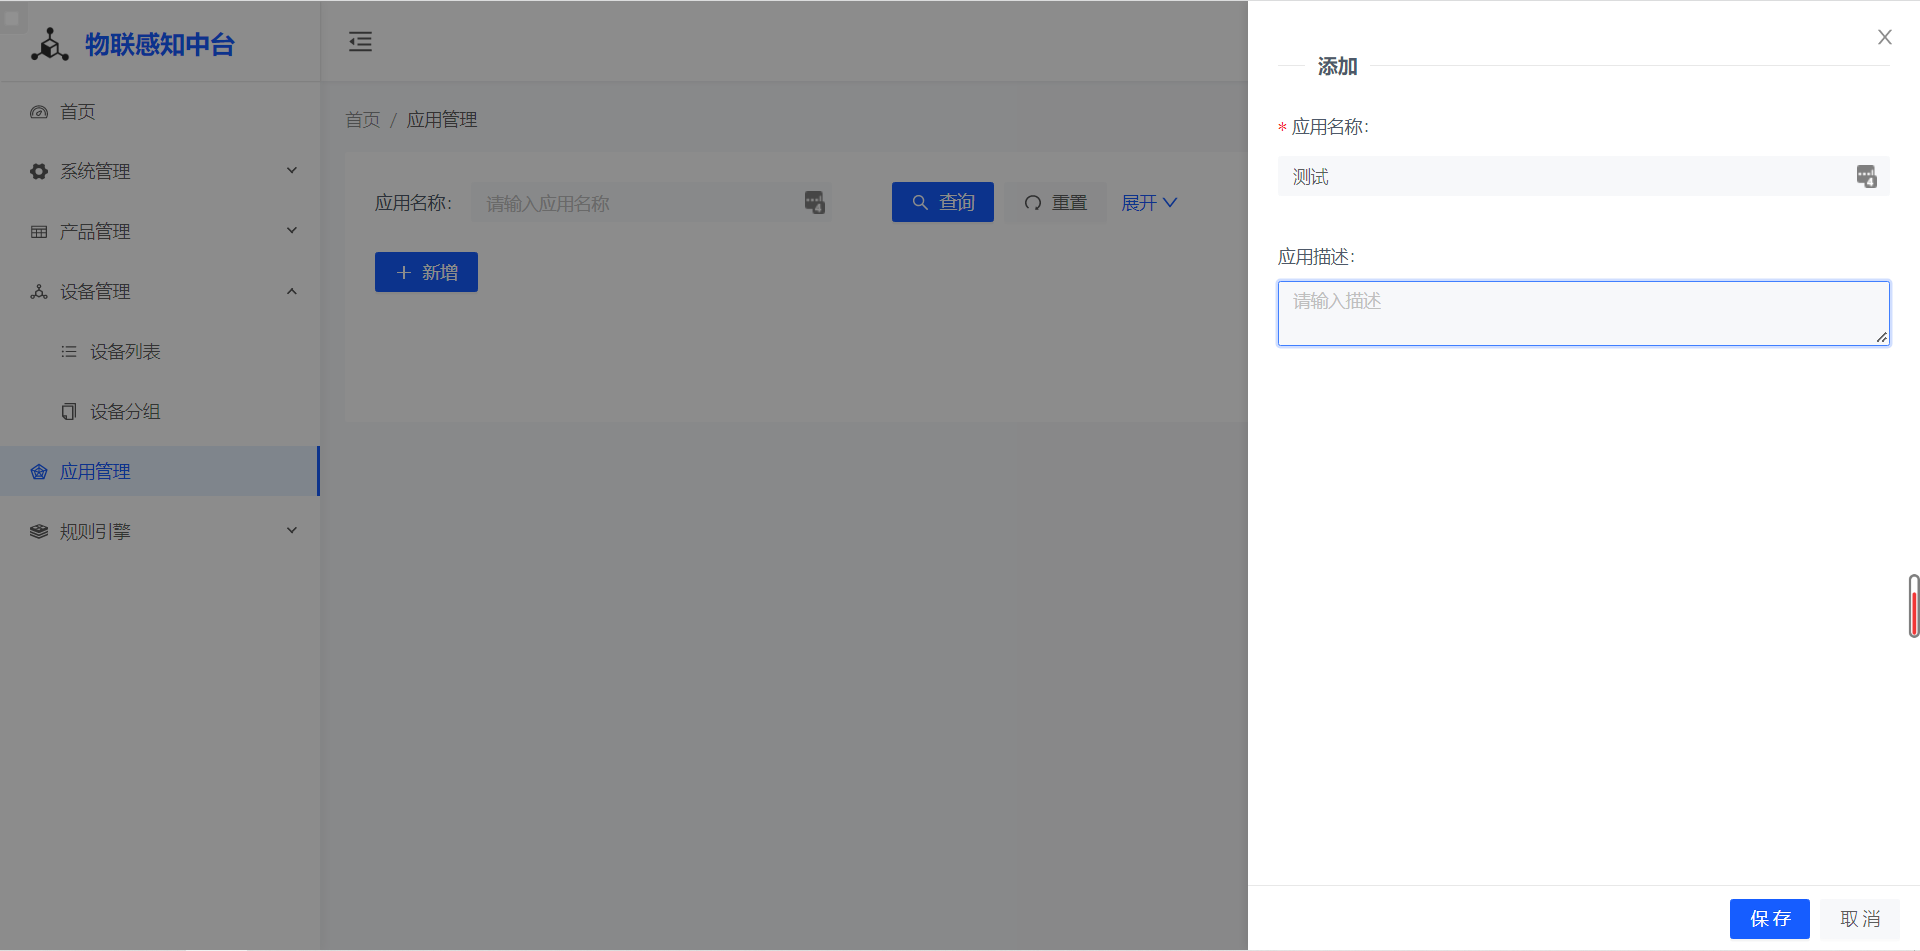 物联感知中台
首页
系统管理
产品管理
设备管理
设备列表
设备分组
应用管理
规则引擎
首页 / 应用管理
应用名称: 请输入应用名称 4 查询 重置 展开
新增
添加
* 应用名称:
测试 4
应用描述:
请输入描述
保存 取消